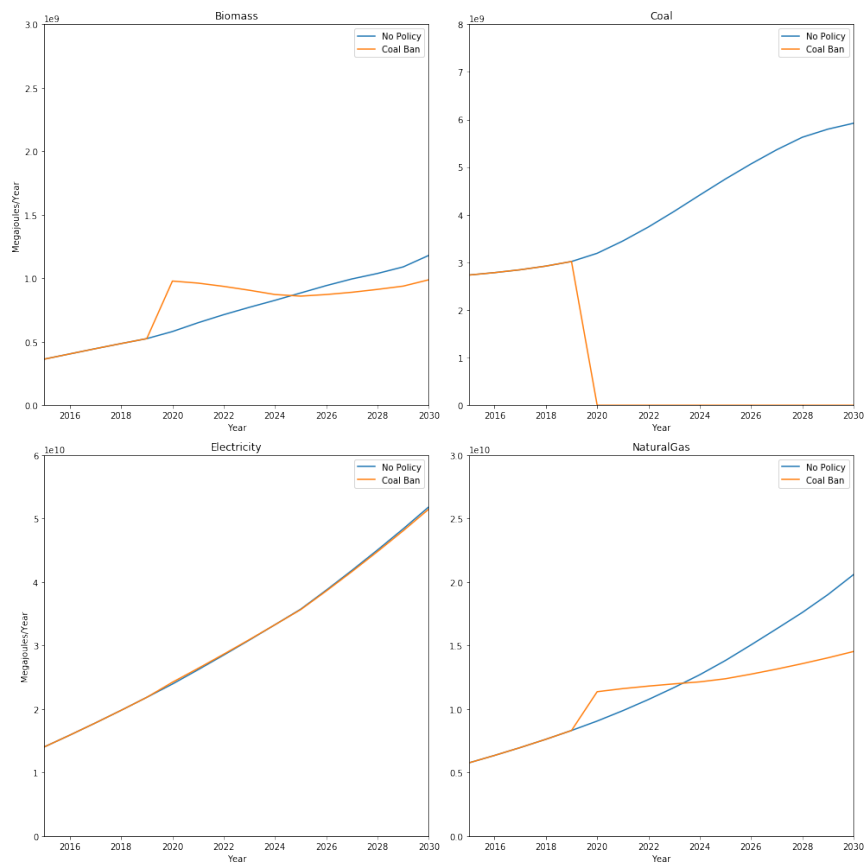 Biomass
1e9
3.0
2.5
2.0
1.5
1.0
0.5
0.0
Megajoules/Year
No Policy
Coal Ban
2016 2018 2020 2022 2024 2026 2028 2030
Year
Coal
1e9
8
7
6
5
4
3
2
1
0
No Policy
Coal Ban
2016 2018 2020 2022 2024 2026 2028 2030
Year
Electricity
1e10
6
5
4
3
2
1
0
Megajoules/Year
No Policy
Coal Ban
2016 2018 2020 2022 2024 2026 2028 2030
Year
NaturalGas
1e10
3.0
2.5
2.0
1.5
1.0
0.5
0.0
No Policy
Coal Ban
2016 2018 2020 2022 2024 2026 2028 2030
Year